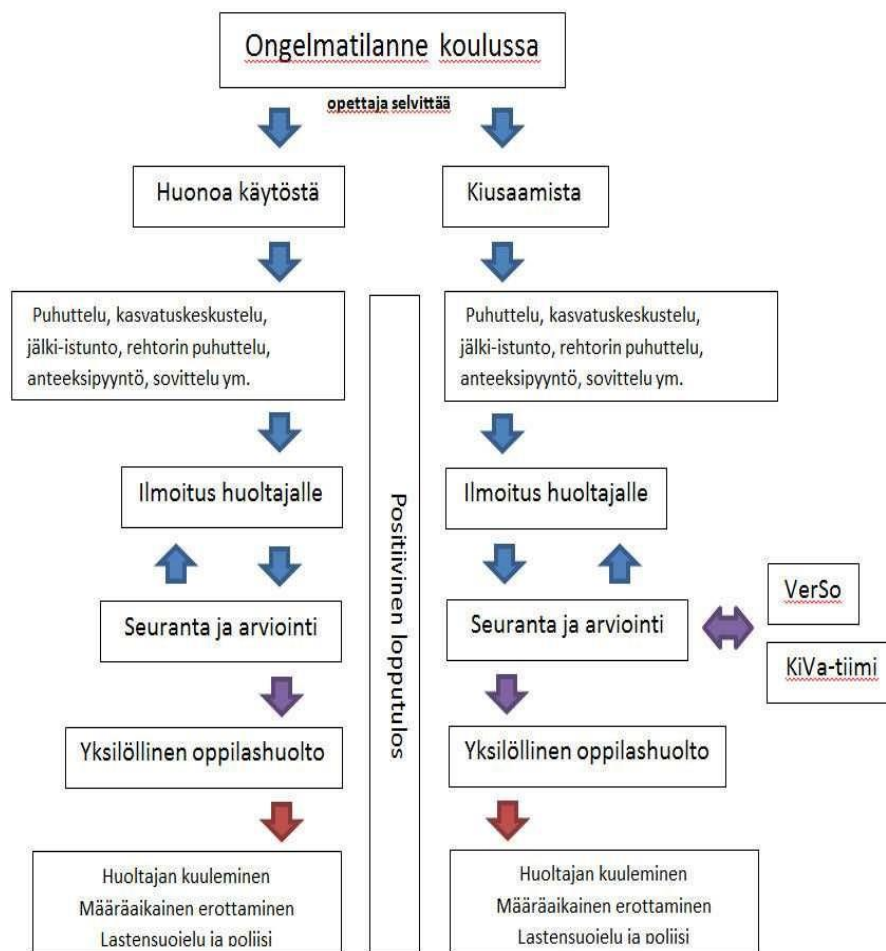 Ongelmatilanne koulussa
opettaja selvittää
Huonoa käytöstä
Kiusaamista
Puhuttelu, kasvatuskeskustelu,
jälki-istunto, rehtorin puhuttelu,
anteeksipyyntö, sovittelu ym.
Puhuttelu, kasvatuskeskustelu,
jälki-istunto, rehtorin puhuttelu,
anteeksipyyntö, sovittelu ym.
Positiivinen lopputulos
Ilmoitus huoltajalle
Ilmoitus huoltajalle
Seuranta ja arviointi
Seuranta ja arviointi
VerSo
KiVa-tiimi
Yksilöllinen oppilashuolto
Yksilöllinen oppilashuolto
Huoltajan kuuleminen
Määräaikainen erottaminen
Lastensuojelu ja poliisi
Huoltajan kuuleminen
Määräaikainen erottaminen
Lastensuojelu ja poliisi